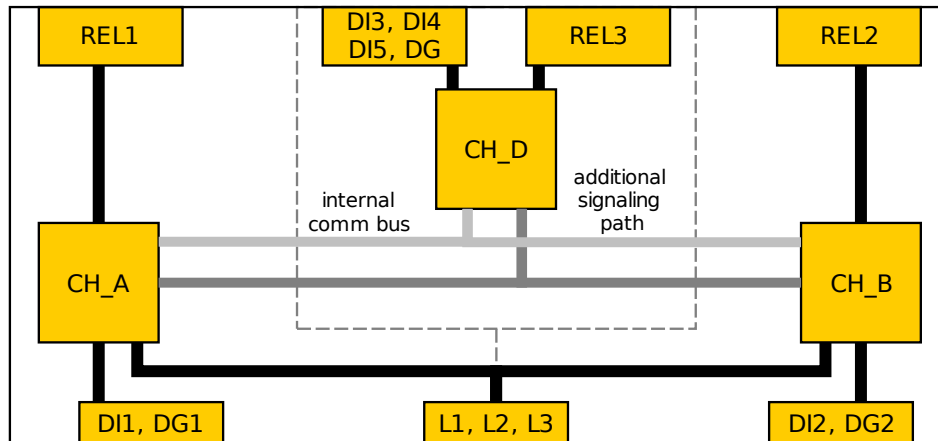 REL1
DI3, DI4
DI5, DG
REL3
REL2
CH_D
internal
comm bus
additional
signaling
path
CH_A
CH_B
DI1, DG1
L1, L2, L3
DI2, DG2